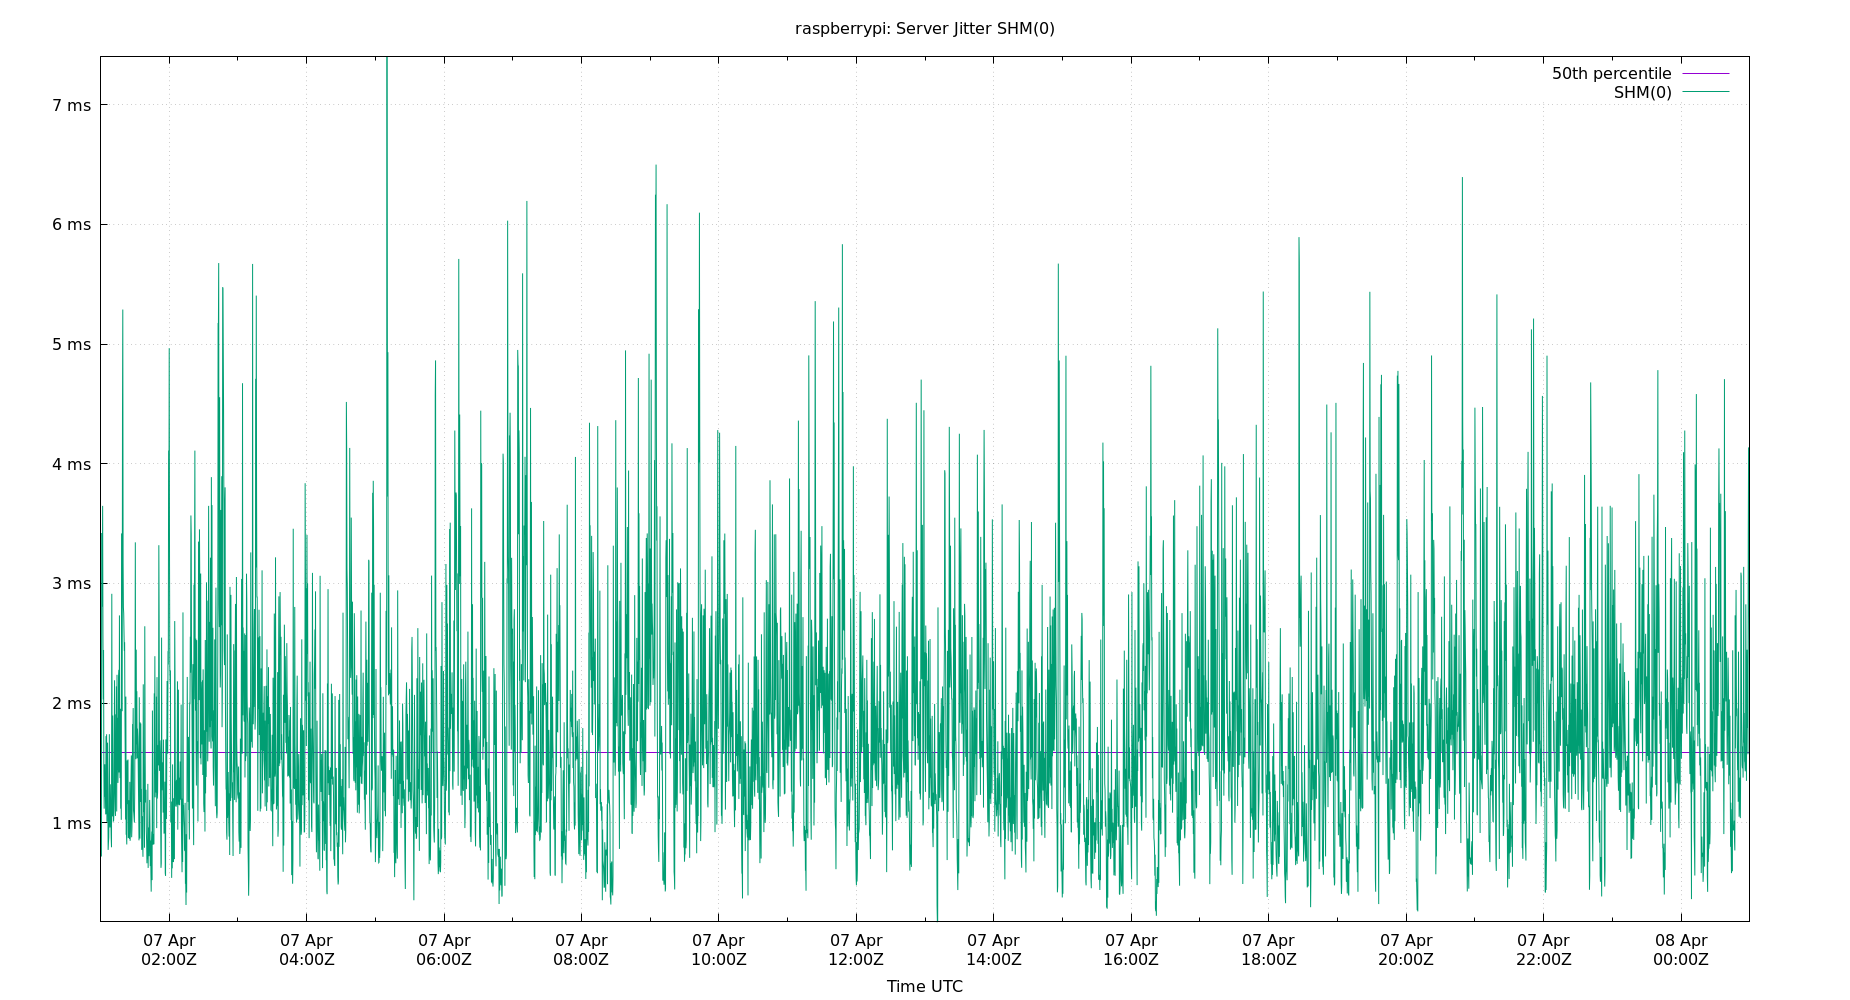 raspberrypi: Server Jitter SHM(0)
50th percentile
SHM(0)
7 ms
6 ms
5 ms
4 ms
3 ms
2 ms
1 ms
07 Apr 07 Apr 07 Apr 07 Apr 07 Apr 07 Apr 07 Apr 07 Apr 07 Apr 07 Apr 07 Apr 08 Apr
02:00Z 04:00Z 06:00Z 08:00Z 10:00Z 12:00Z 14:00Z 16:00Z 18:00Z 20:00Z 22:00Z 00:00Z
Time UTC